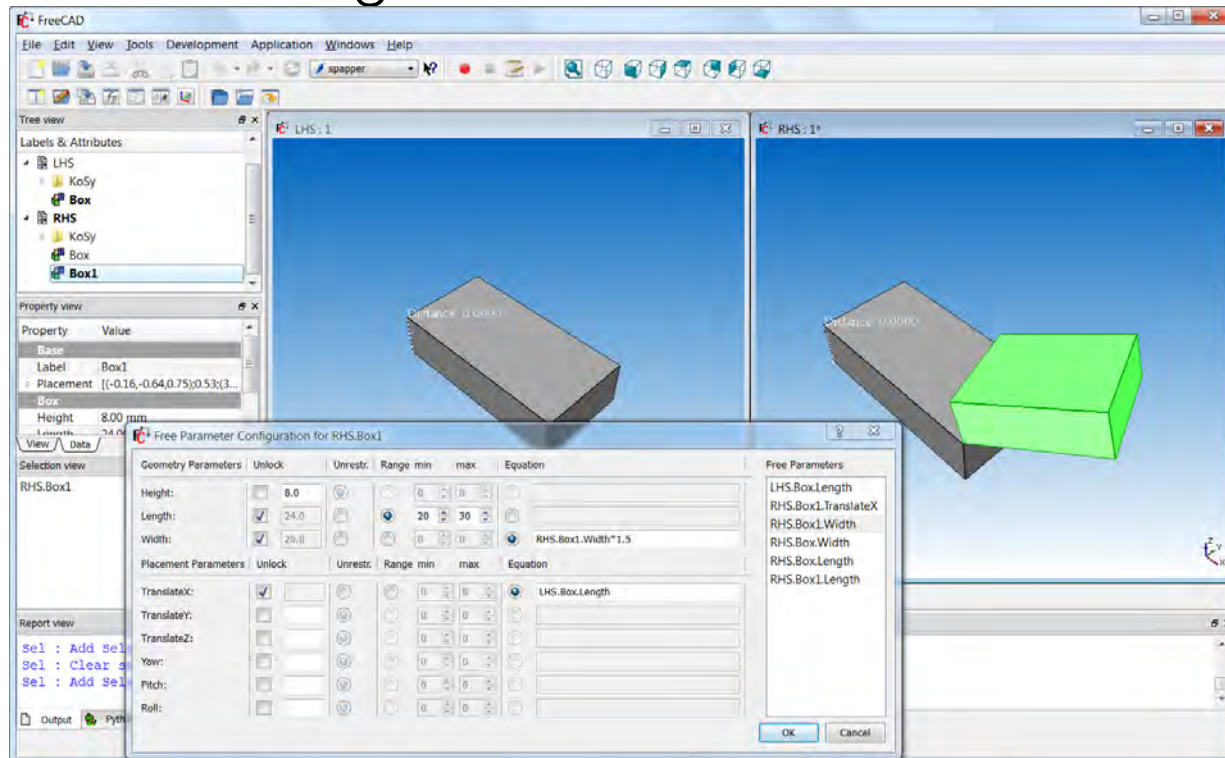 FreeCAD
File Edit View Tools Development Application Windows Help
spapper
Tree view
Labels & Attributes
LHS
KoSy
Box
RHS
KoSy
Box
Box1
LHS : 1
RHS : 1*
Distance: 0.0000
Distance: 0.0000
Property view
Property Value
Base
Label Box1
Placement [(-0.16,-0.64,0.75);0.53;(3...
Box
Height 8.00 mm
View Data
Selection view
RHS.Box1
Free Parameter Configuration for RHS.Box1
Geometry Parameters Unlock Unrestr. Range min max Equation
Height: 8.0 0 0
Length: 24.0 20 30
Width: 20.0 0 0 RHS.Box1.Width^1.5
Placement Parameters Unlock Unrestr. Range min max Equation
TranslateX: 0 0 LHS.Box.Length
TranslateY: 0 0
TranslateZ: 0 0
Yaw: 0 0
Pitch: 0 0
Roll: 0 0
Free Parameters
LHS.Box.Length
RHS.Box1.TranslateX
RHS.Box1.Width
RHS.Box.Width
RHS.Box.Length
RHS.Box1.Length
OK Cancel
Z
Y
X
Report view
Sel : Add Sel
Sel : Clear s
Sel : Add Sel
Output Pyth